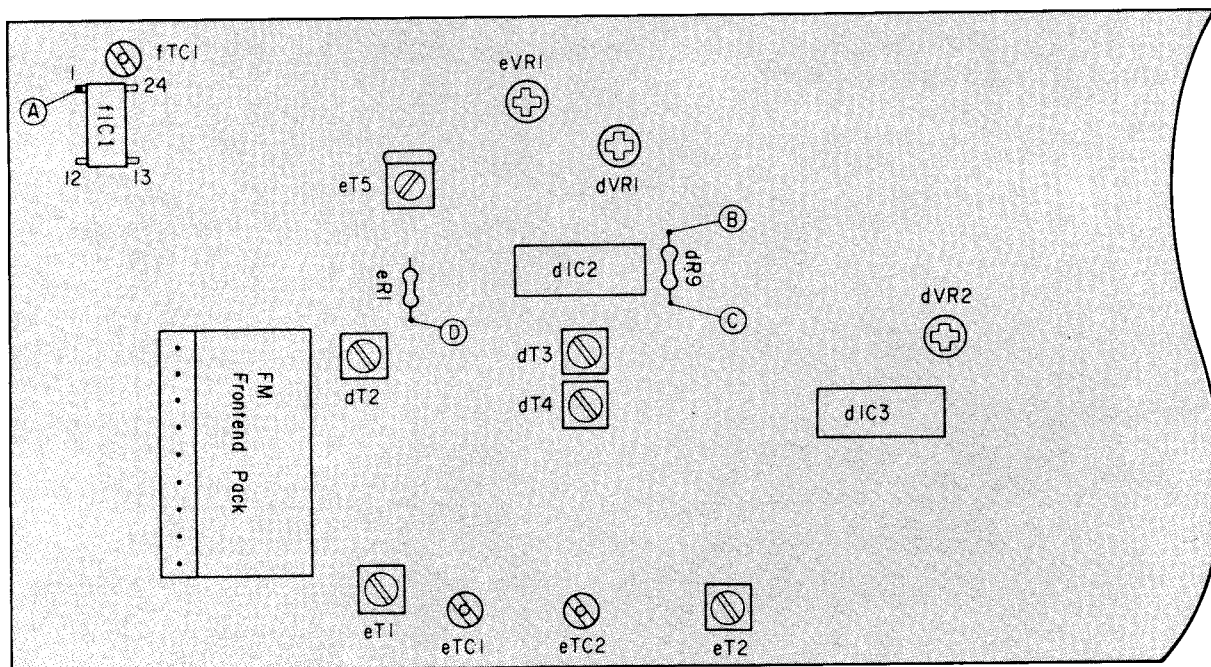 fTC1
1
24
A
fIC1
12
13
eVR1
dVR1
eT5
B
dIC2
dR9
eR1
C
D
dVR2
dT3
dT2
dT4
dIC3
FM
Frontend Pack
eT1
eTC1
eTC2
eT2